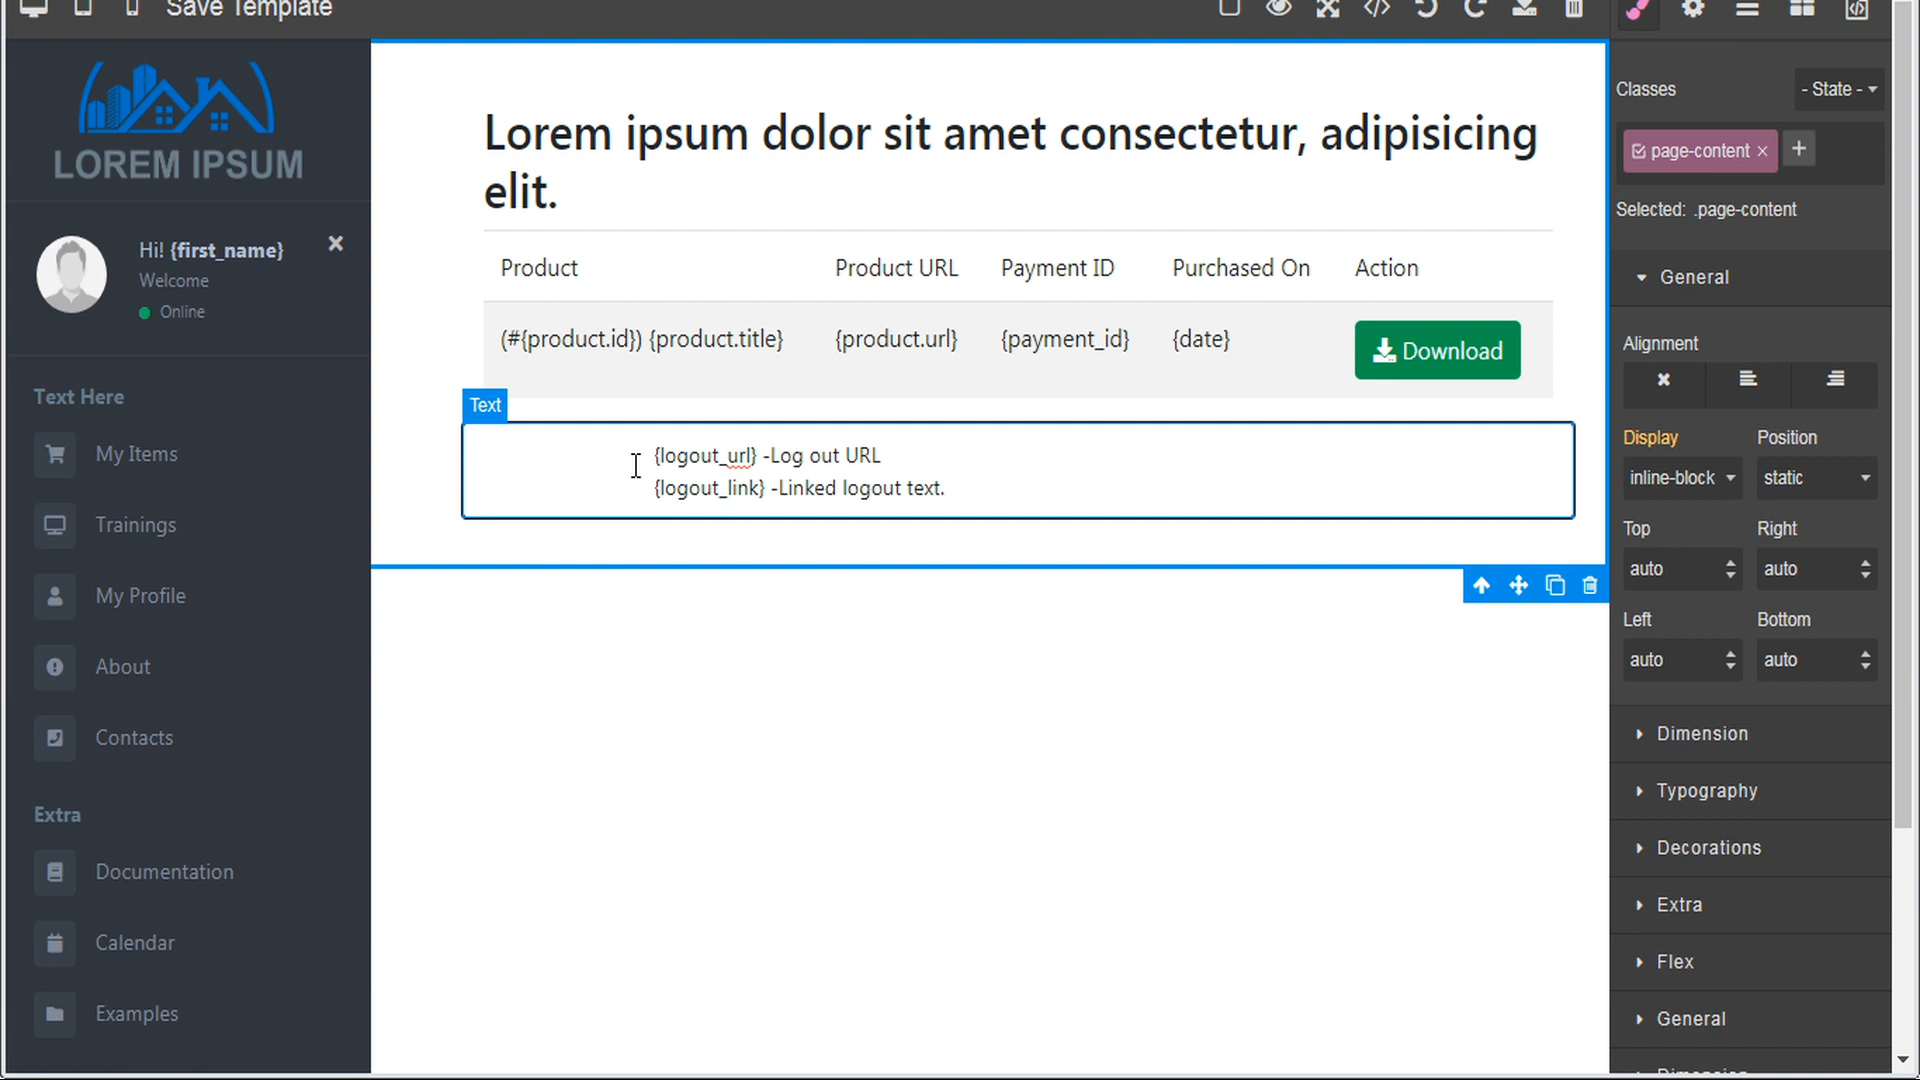 Save Template
LOREM IPSUM
Hi! {first_name}
Welcome
Online
Text Here
My Items
Trainings
My Profile
About
Contacts
Extra
Documentation
Calendar
Examples
Lorem ipsum dolor sit amet consectetur, adipisicing
elit.
Product Product URL Payment ID Purchased On Action
(#{product.id}) {product.title} {product.url} {payment_id} {date} Download
Text
{logout_url} -Log out URL
{logout_link} -Linked logout text.
Classes - State -
page-content
Selected: .page-content
General
Alignment
Display Position
inline-block static
Top Right
auto auto
Left Bottom
auto auto
Dimension
Typography
Decorations
Extra
Flex
General
Dimension